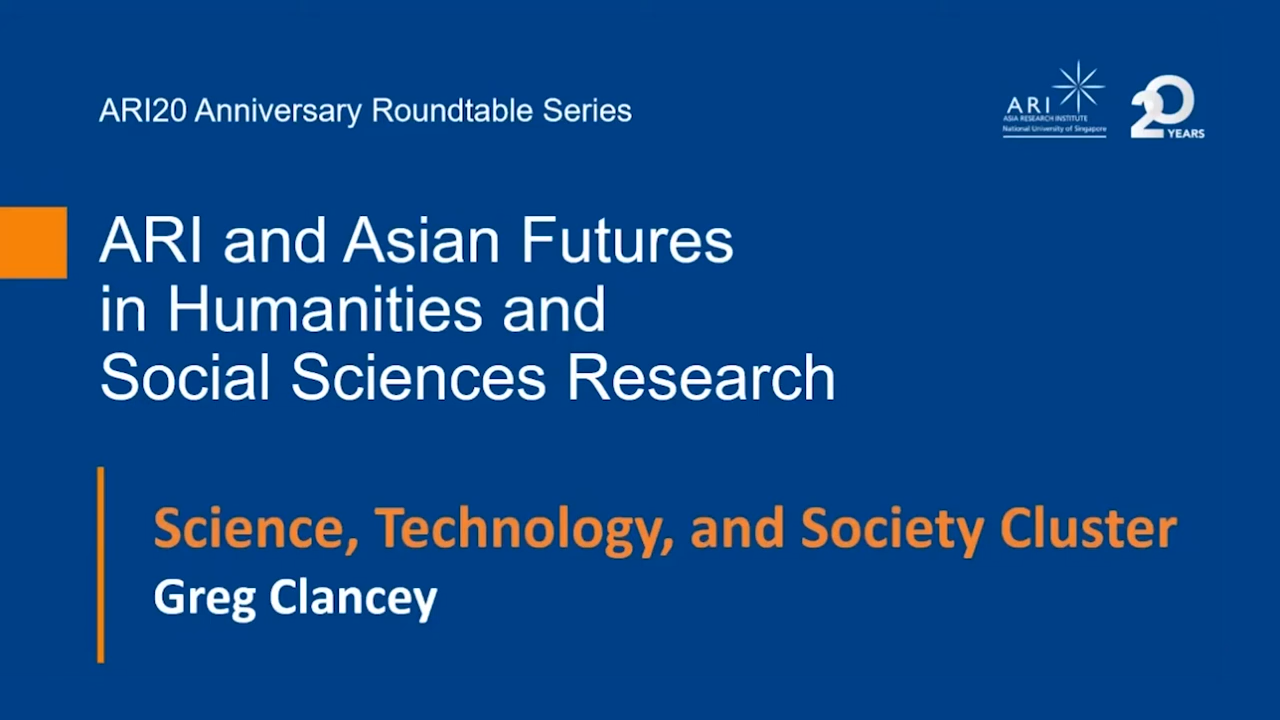 ARI20 Anniversary Roundtable Series
ARI
ASIA RESEARCH INSTITUTE
National University of Singapore
20
YEARS
ARI and Asian Futures
in Humanities and
Social Sciences Research
Science, Technology, and Society Cluster
Greg Clancey